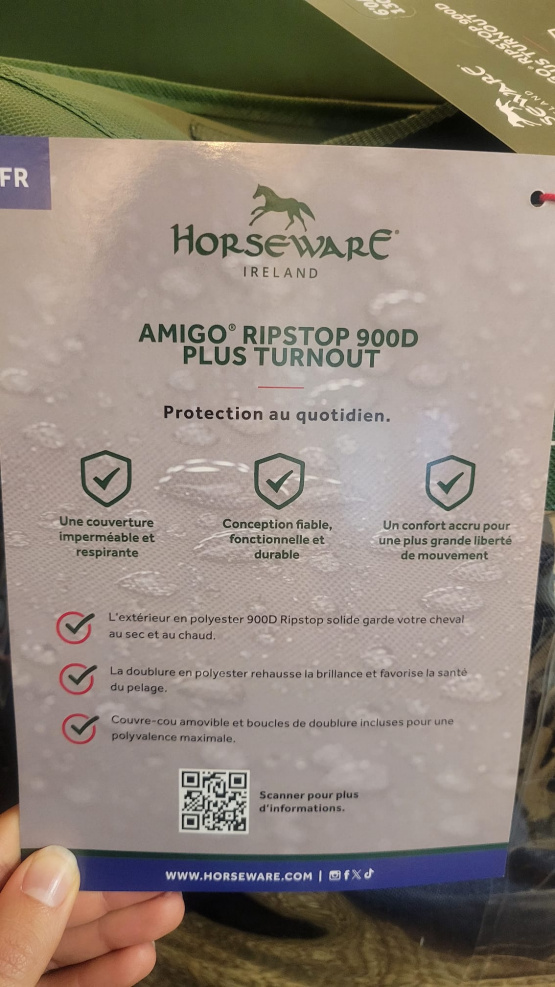 RIPSTOP 900D
FR
HORSEWARE®
IRELAND
AMIGO® RIPSTOP 900D
PLUS TURNOUT
Protection au quotidien.
Une couverture
imperméable et
respirante
Conception fiable,
fonctionnelle et
durable
Un confort accru pour
une plus grande liberté
de mouvement
L'extérieur en polyester 900D Ripstop solide garde votre cheval
au sec et au chaud.
La doublure en polyester rehausse la brillance et favorise la santé
du pelage.
Couvre-cou amovible et boucles de doublure incluses pour une
polyvalence maximale.
Scanner pour plus
d'informations.
WWW.HORSEWARE.COM |